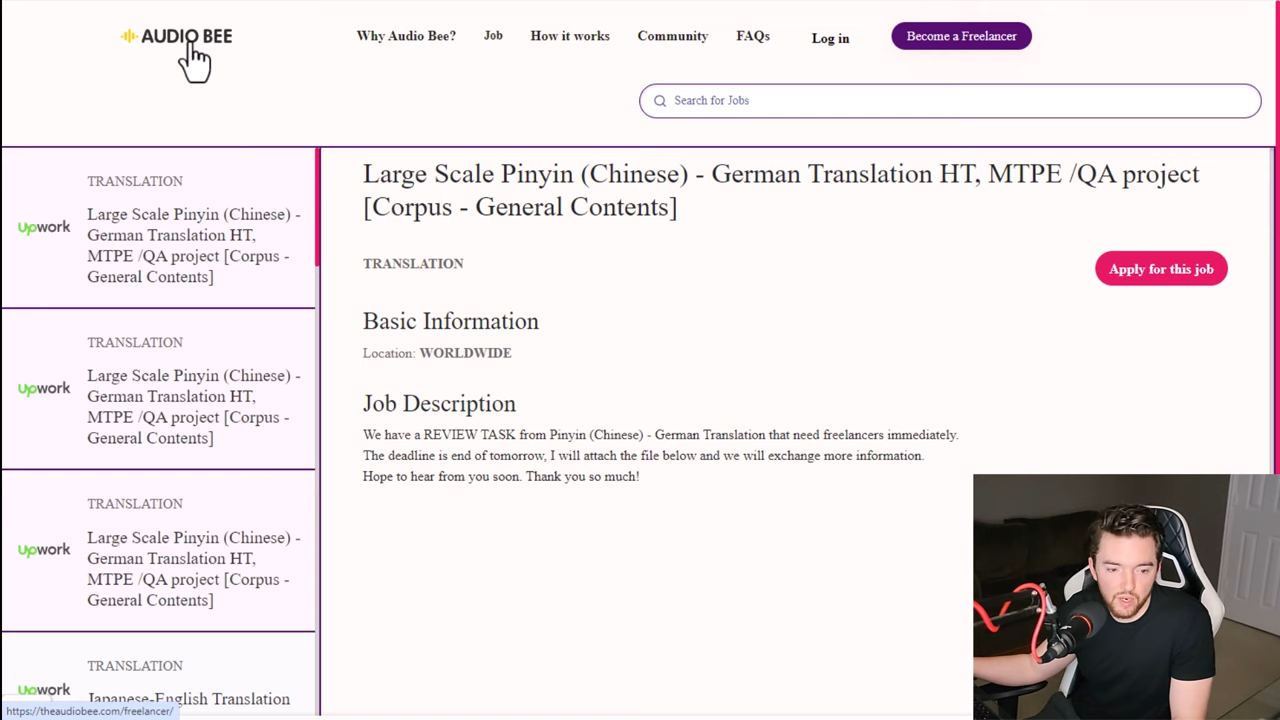 AUDIO BEE
Why Audio Bee?
Job
How it works
Community
FAQs
Log in
Become a Freelancer
Search for Jobs
TRANSLATION
upwork
Large Scale Pinyin (Chinese) -
German Translation HT,
MTPE /QA project [Corpus -
General Contents]
TRANSLATION
upwork
Large Scale Pinyin (Chinese) -
German Translation HT,
MTPE /QA project [Corpus -
General Contents]
TRANSLATION
upwork
Large Scale Pinyin (Chinese) -
German Translation HT,
MTPE /QA project [Corpus -
General Contents]
TRANSLATION
upwork
Japanese-English Translation
https://theaudiobee.com/freelancer/
Large Scale Pinyin (Chinese) - German Translation HT, MTPE /QA project
[Corpus - General Contents]
TRANSLATION
Apply for this job
Basic Information
Location: WORLDWIDE
Job Description
We have a REVIEW TASK from Pinyin (Chinese) - German Translation that need freelancers immediately.
The deadline is end of tomorrow, I will attach the file below and we will exchange more information.
Hope to hear from you soon. Thank you so much!